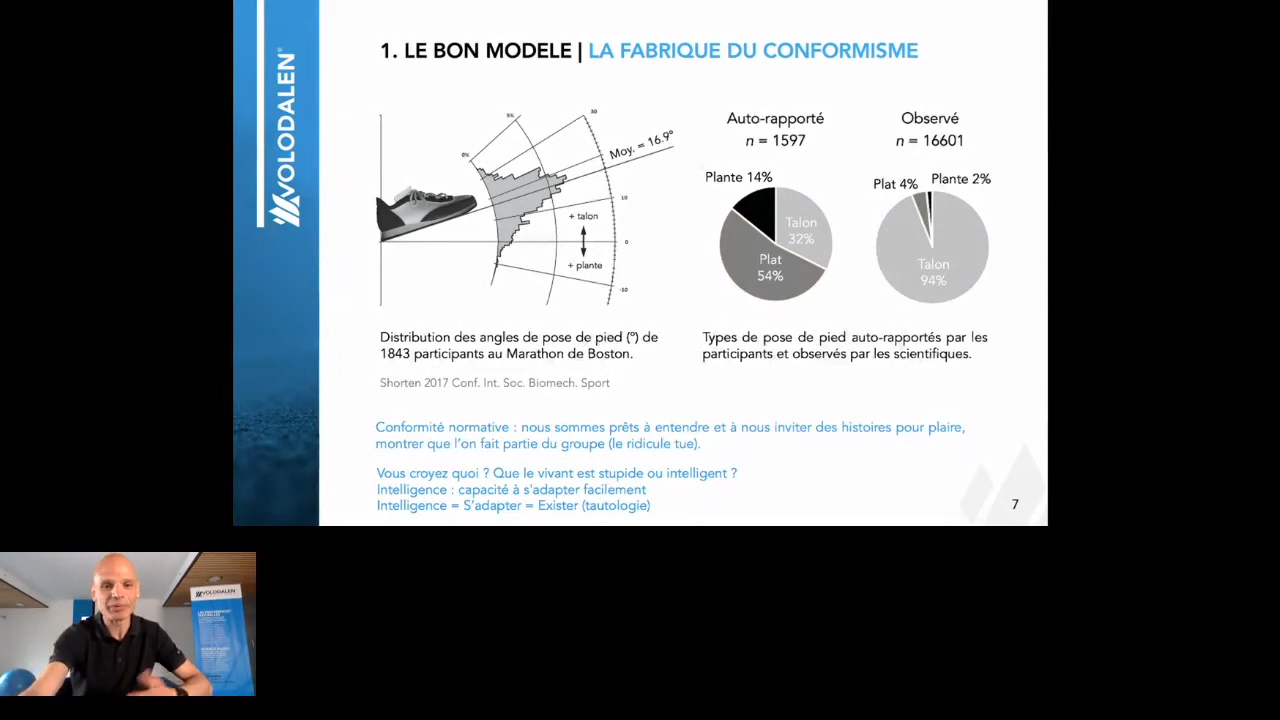 VOLODALEN®
1. LE BON MODELE | LA FABRIQUE DU CONFORMISME
0%
5%
30
Moy. = 16.9°
10
+ talon
0
+ plante
-10
Distribution des angles de pose de pied (°) de
1843 participants au Marathon de Boston.
Shorten 2017 Conf. Int. Soc. Biomech. Sport
Auto-rapporté
n = 1597
Plante 14%
Talon
32%
Plat
54%
Observé
n = 16601
Plat 4%
Plante 2%
Talon
94%
Types de pose de pied auto-rapportés par les
participants et observés par les scientifiques.
Conformité normative : nous sommes prêts à entendre et à nous inviter des histoires pour plaire,
montrer que l'on fait partie du groupe (le ridicule tue).
Vous croyez quoi ? Que le vivant est stupide ou intelligent ?
Intelligence : capacité à s'adapter facilement
Intelligence = S'adapter = Exister (tautologie)
7
VOLODALEN